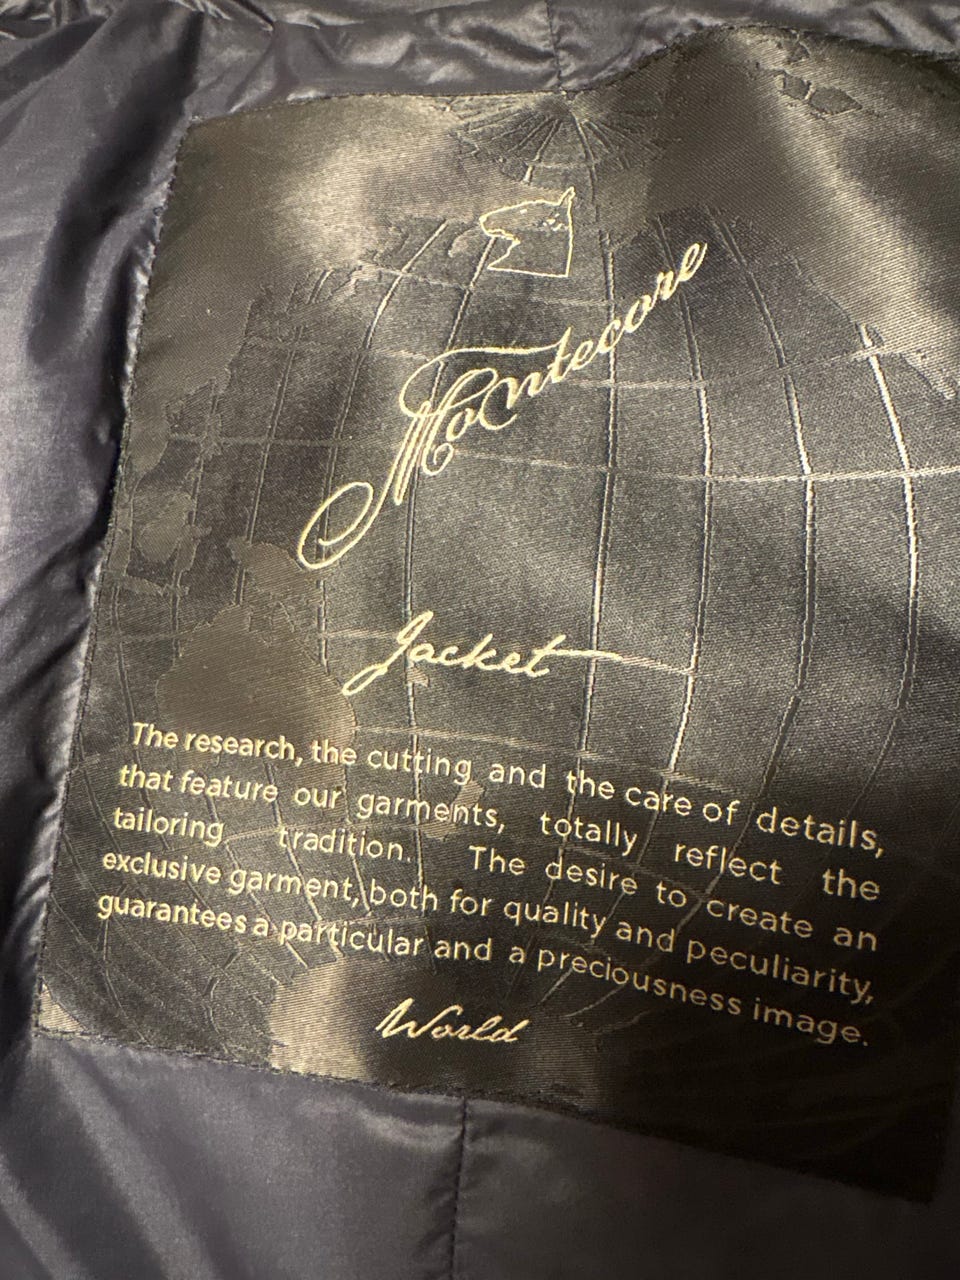 Montecore
Jacket
The research, the cutting and the care of details,
that feature our garments, totally reflect the
tailoring tradition. The desire to create an
exclusive garment, both for quality and peculiarity,
guarantees a particular and a preciousness image.
World